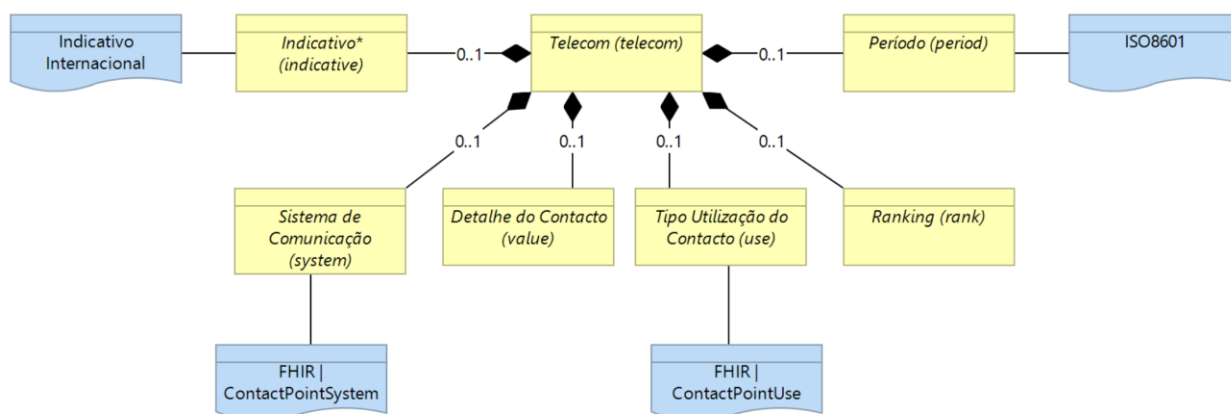 Indicativo
Internacional
Indicativo*
(indicative)
0..1
Telecom (telecom)
0..1
Período (period)
ISO8601
0..1
0..1
0..1
0..1
Sistema de
Comunicação
(system)
Detalhe do Contacto
(value)
Tipo Utilização do
Contacto (use)
Ranking (rank)
FHIR |
ContactPointSystem
FHIR |
ContactPointUse